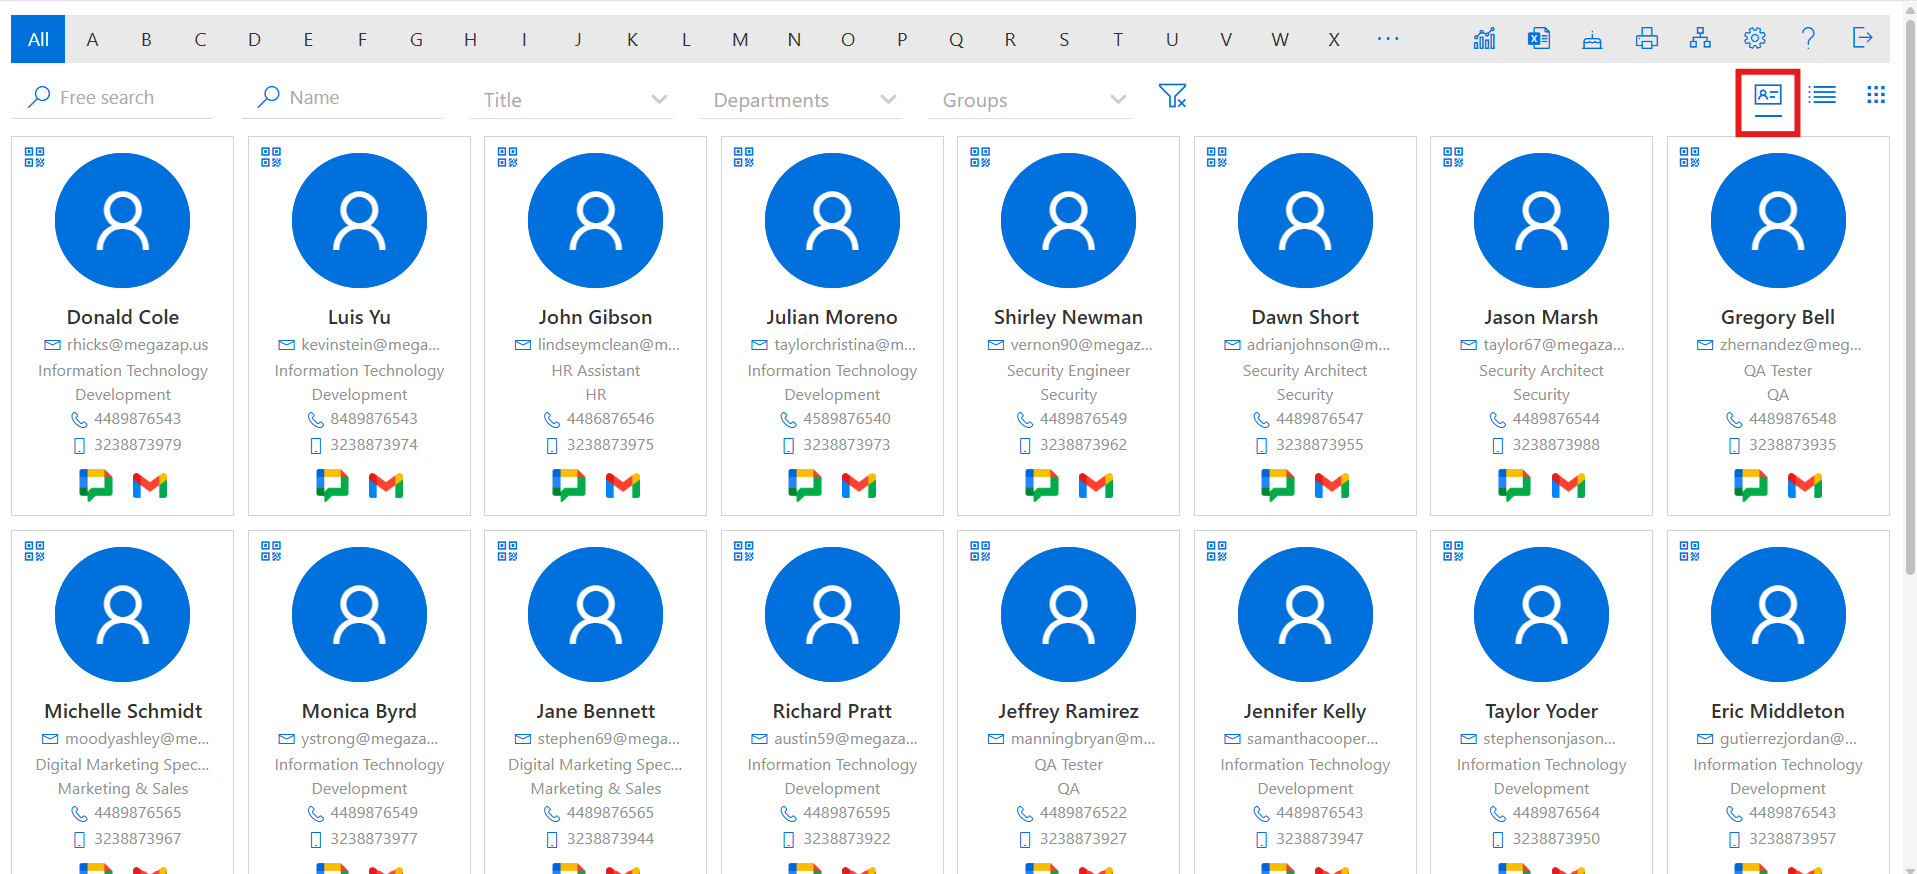 All A B C D E F G H I J K L M N O P Q R S T U V W X ...
Free search Name Title Departments Groups
Donald Cole
rhicks@megazap.us
Information Technology
Development
4489876543
3238873979
Luis Yu
kevinstein@mega...
Information Technology
Development
8489876543
3238873974
John Gibson
lindseymclean@m...
HR Assistant
HR
4486876546
3238873975
Julian Moreno
taylorchristina@m...
Information Technology
Development
4589876540
3238873973
Shirley Newman
vernon90@megaz...
Security Engineer
Security
4489876549
3238873962
Dawn Short
adrianjohnson@m...
Security Architect
Security
4489876547
3238873955
Jason Marsh
taylor67@megaza...
Security Architect
Security
4489876544
3238873988
Gregory Bell
zhernandez@meg...
QA Tester
QA
4489876548
3238873935
Michelle Schmidt
moodyashley@me...
Digital Marketing Spec...
Marketing & Sales
4489876565
3238873967
Monica Byrd
ystrong@megaza...
Information Technology
Development
4489876549
3238873977
Jane Bennett
stephen69@mega...
Digital Marketing Spec...
Marketing & Sales
4489876565
3238873944
Richard Pratt
austin59@megaza...
Information Technology
Development
4489876595
3238873922
Jeffrey Ramirez
manningbryan@m...
QA Tester
QA
4489876522
3238873927
Jennifer Kelly
samanthacooper...
Information Technology
Development
4489876543
3238873947
Taylor Yoder
stephensonjason...
Information Technology
Development
4489876564
3238873950
Eric Middleton
gutierrezjordan@...
Information Technology
Development
4489876543
3238873957